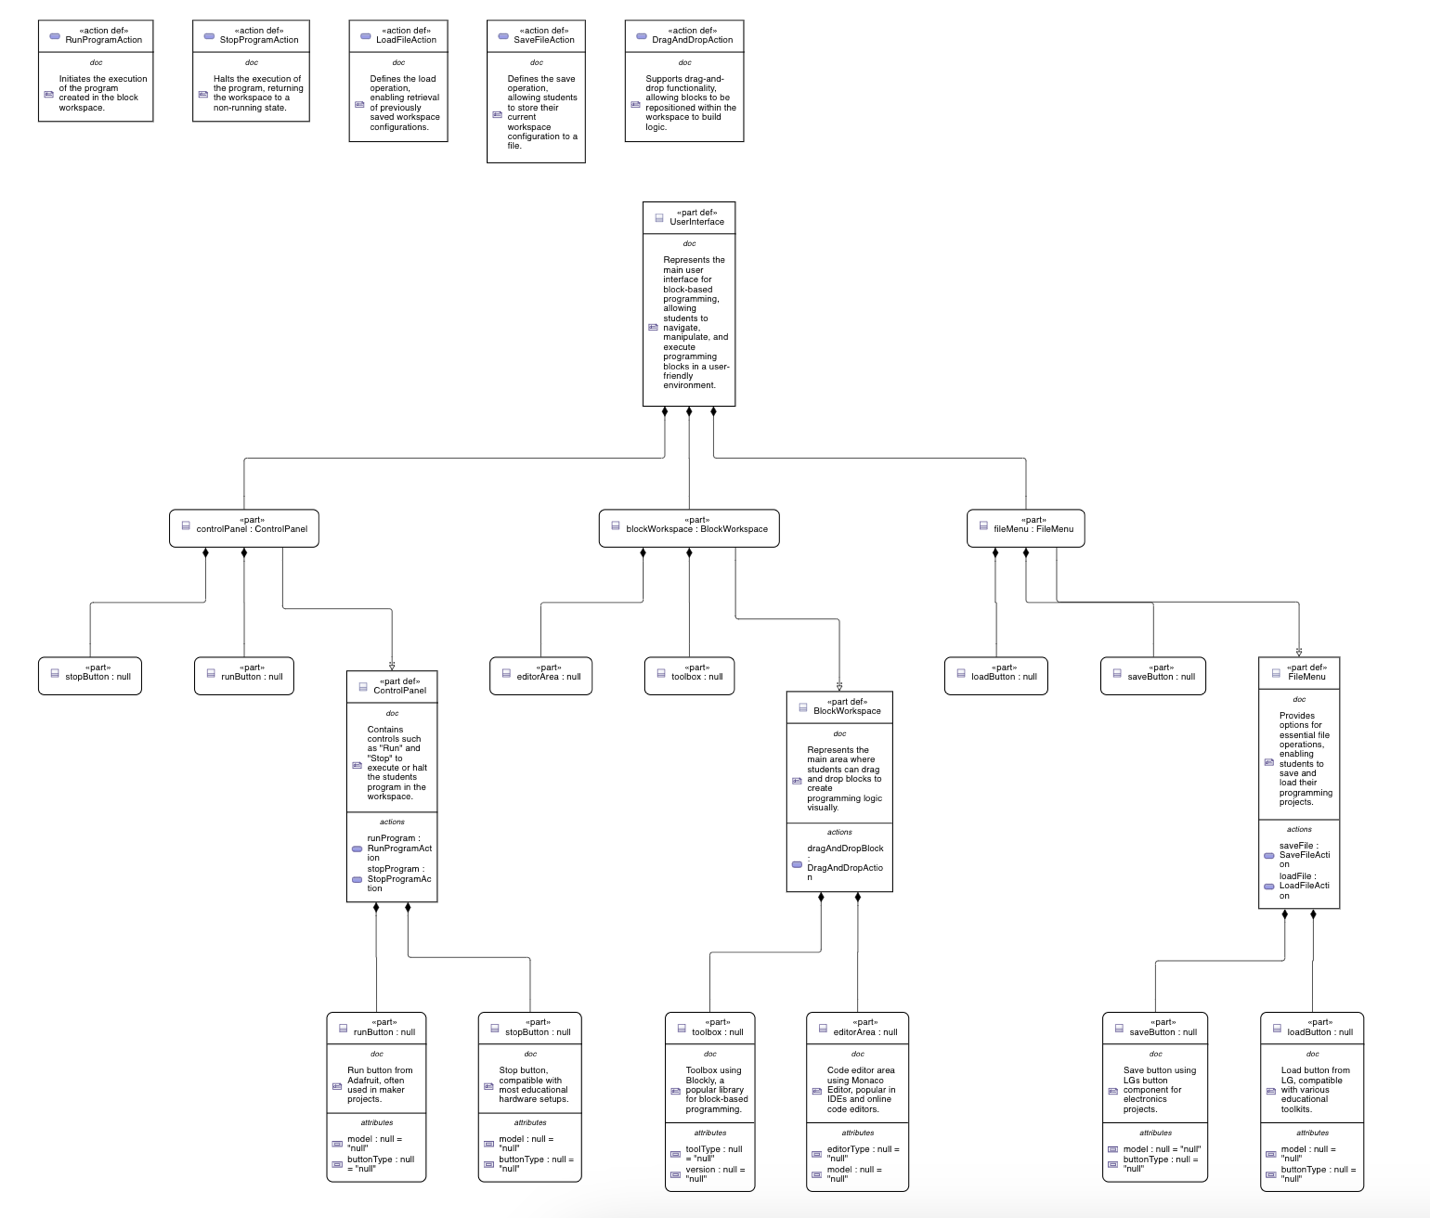 «action def»
RunProgramAction
doc
Initiates the execution
of the program
created in the block
workspace.
«action def»
StopProgramAction
doc
Halts the execution of
the program, returning
the workspace to a
non-running state.
«action def»
LoadFileAction
doc
Defines the load
operation,
enabling retrieval
of previously
saved workspace
configurations.
«action def»
SaveFileAction
doc
Defines the save
operation,
allowing students
to store their
current
workspace
configuration to a
file.
«action def»
DragAndDropAction
doc
Supports drag-and-
drop functionality,
allowing blocks to be
repositioned within the
workspace to build
logic.
«part def»
UserInterface
doc
Represents the
main user
interface for
block-based
programming,
allowing
students to
navigate,
manipulate, and
execute
programming
blocks in a user-
friendly
environment.
«part»
controlPanel : ControlPanel
«part»
blockWorkspace : BlockWorkspace
«part»
fileMenu : FileMenu
«part»
stopButton : null
«part»
runButton : null
«part def»
ControlPanel
doc
Contains
controls such
as "Run" and
"Stop" to
execute or halt
the students
program in the
workspace.
actions
runProgram :
RunProgramAct
ion
stopProgram :
StopProgramAc
tion
«part»
editorArea : null
«part»
toolbox : null
«part def»
BlockWorkspace
doc
Represents the
main area where
students can drag
and drop blocks to
create
programming logic
visually.
actions
dragAndDropBlock
:
DragAndDropActio
n
«part»
loadButton : null
«part»
saveButton : null
«part def»
FileMenu
doc
Provides
options for
essential file
operations,
enabling
students to
save and
load their
programming
projects.
actions
saveFile :
SaveFileActi
on
loadFile :
LoadFileActi
on
«part»
runButton : null
doc
Run button from
Adafruit, often
used in maker
projects.
attributes
model : null =
"null"
buttonType : null
= "null"
«part»
stopButton : null
doc
Stop button,
compatible with
most educational
hardware setups.
attributes
model : null =
"null"
buttonType : null =
"null"
«part»
toolbox : null
doc
Toolbox using
Blockly, a
popular library
for block-based
programming.
attributes
toolType : null
= "null"
version : null =
"null"
«part»
editorArea : null
doc
Code editor area
using Monaco
Editor, popular in
IDEs and online
code editors.
attributes
editorType : null =
"null"
model : null =
"null"
«part»
saveButton : null
doc
Save button using
LGs button
component for
electronics
projects.
attributes
model : null = "null"
buttonType : null =
"null"
«part»
loadButton : null
doc
Load button from
LG, compatible
with various
educational
toolkits.
attributes
model : null =
"null"
buttonType : null =
"null"